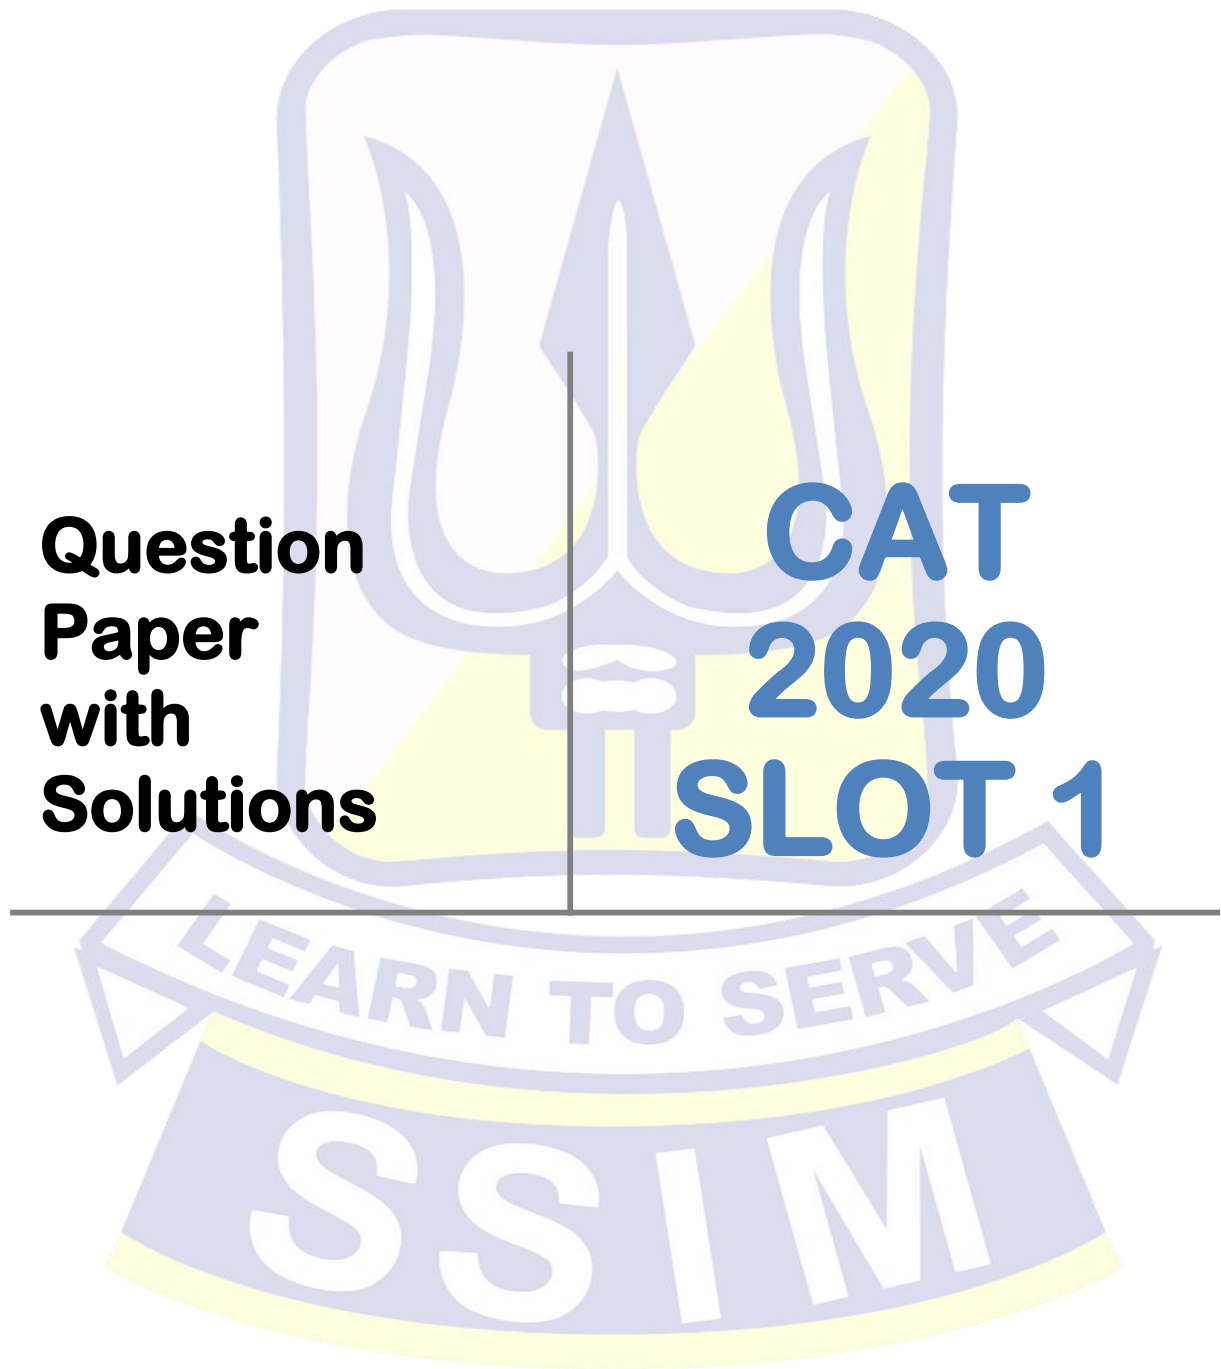 Question
Paper
with
Solutions
CAT
2020
SLOT 1
LEARN TO SERVE
SSIM